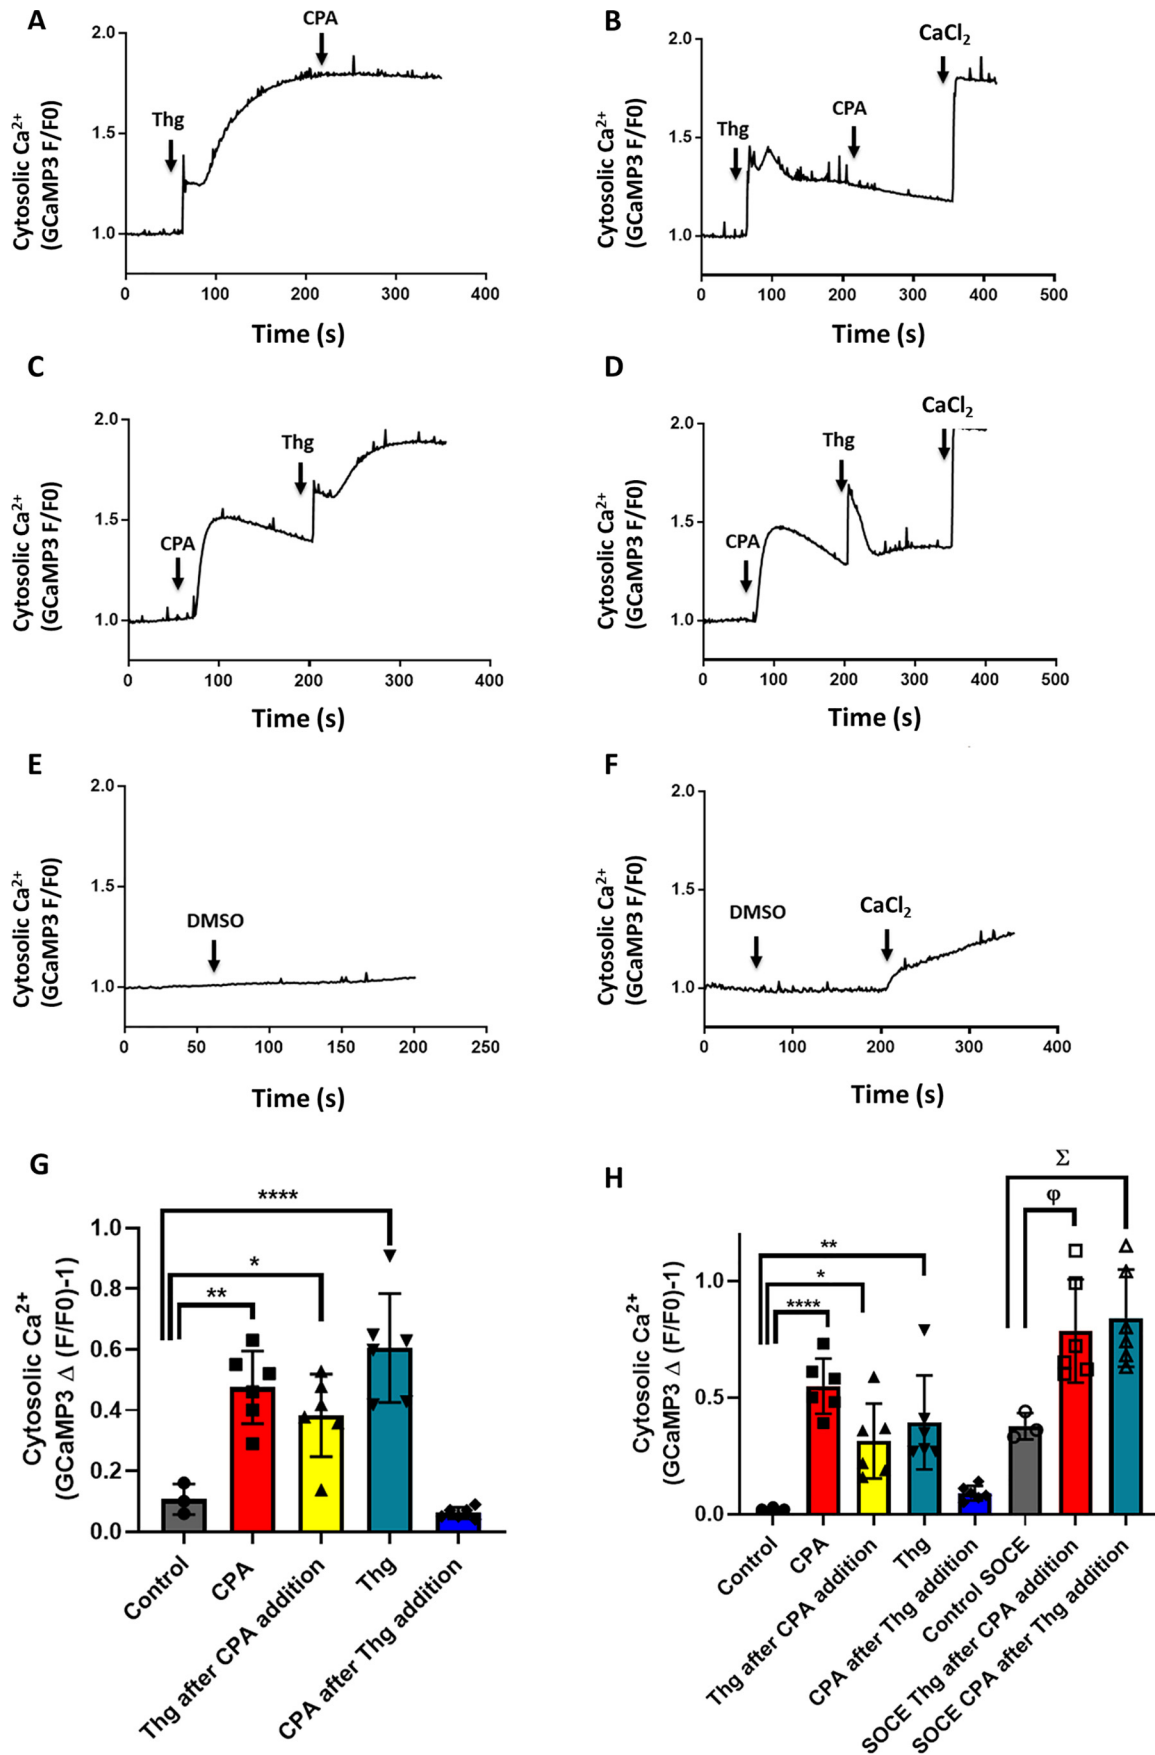 A
CPA
Thg
2.0
1.5
1.0
0 100 200 300 400
Time (s)
Cytosolic Ca²⁺
(GCaMP3 F/F0)
B
CaCl₂
CPA
Thg
2.0
1.5
1.0
0 100 200 300 400 500
Time (s)
Cytosolic Ca²⁺
(GCaMP3 F/F0)
C
Thg
CPA
2.0
1.5
1.0
0 100 200 300 400
Time (s)
Cytosolic Ca²⁺
(GCaMP3 F/F0)
D
CaCl₂
Thg
CPA
2.0
1.5
1.0
0 100 200 300 400 500
Time (s)
Cytosolic Ca²⁺
(GCaMP3 F/F0)
E
DMSO
2.0
1.5
1.0
0 50 100 150 200 250
Time (s)
Cytosolic Ca²⁺
(GCaMP3 F/F0)
F
DMSO
CaCl₂
2.0
1.5
1.0
0 100 200 300 400
Time (s)
Cytosolic Ca²⁺
(GCaMP3 F/F0)
G
****
*
**
1.0
0.8
0.6
0.4
0.2
0.0
Cytosolic Ca²⁺
(GCaMP3 Δ (F/F0)-1)
Control
CPA
Thg after CPA addition
Thg
CPA after Thg addition
H
Σ
φ
**
*
****
1.0
0.5
0.0
Cytosolic Ca²⁺
(GCaMP3 Δ (F/F0)-1)
Control
CPA
Thg after CPA addition
Thg
CPA after Thg addition
Control SOCE
SOCE Thg after CPA addition
SOCE CPA after Thg addition